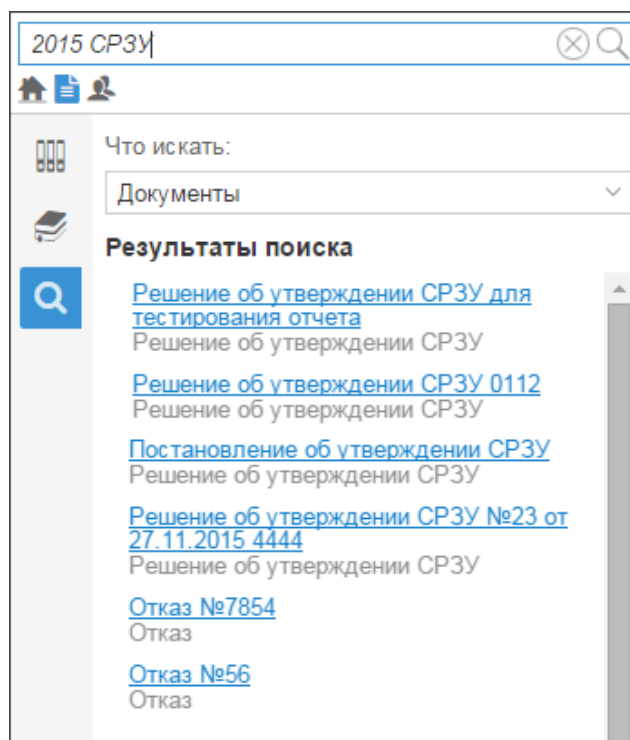 2015 СРЗУ
Что искать:
Документы
Результаты поиска
Решение об утверждении СРЗУ для
тестирования отчета
Решение об утверждении СРЗУ
Решение об утверждении СРЗУ 0112
Решение об утверждении СРЗУ
Постановление об утверждении СРЗУ
Решение об утверждении СРЗУ
Решение об утверждении СРЗУ №23 от
27.11.2015 4444
Решение об утверждении СРЗУ
Отказ №7854
Отказ
Отказ №56
Отказ